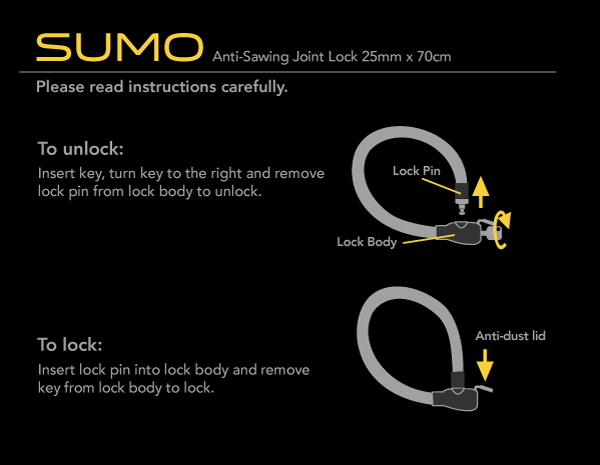 SUMO Anti-Sawing Joint Lock 25mm x 70cm
Please read instructions carefully.
To unlock:
Insert key, turn key to the right and remove
lock pin from lock body to unlock.
Lock Pin
Lock Body
To lock:
Insert lock pin into lock body and remove
key from lock body to lock.
Anti-dust lid